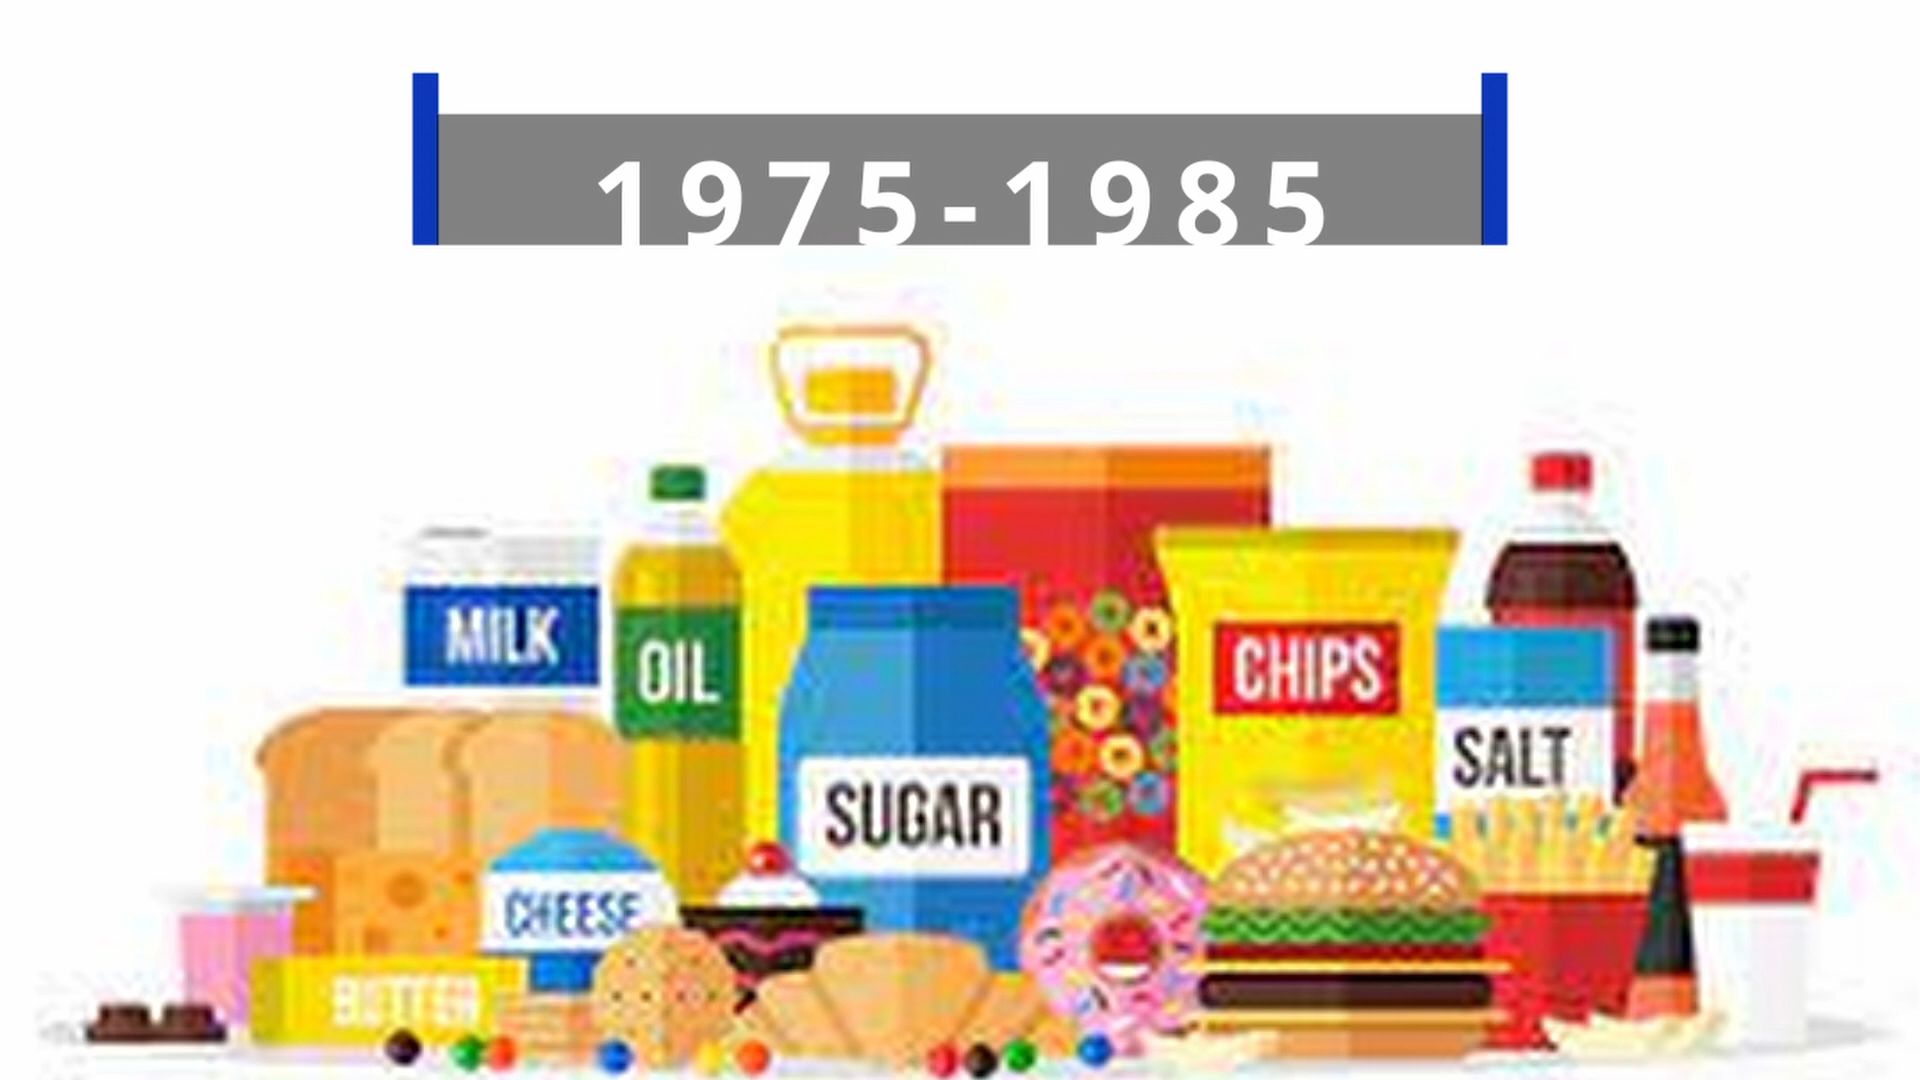 1975-1985
MILK
OIL
CHIPS
SALT
SUGAR
CHEESE
BUTTER